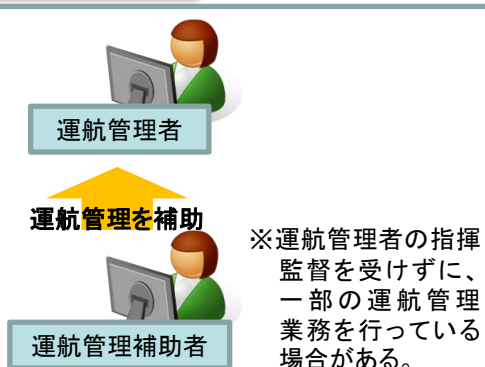 運航管理者
運航管理を補助
運航管理補助者
※運航管理者の指揮
監督を受けずに、
一部の運航管理
業務を行っている
場合がある。